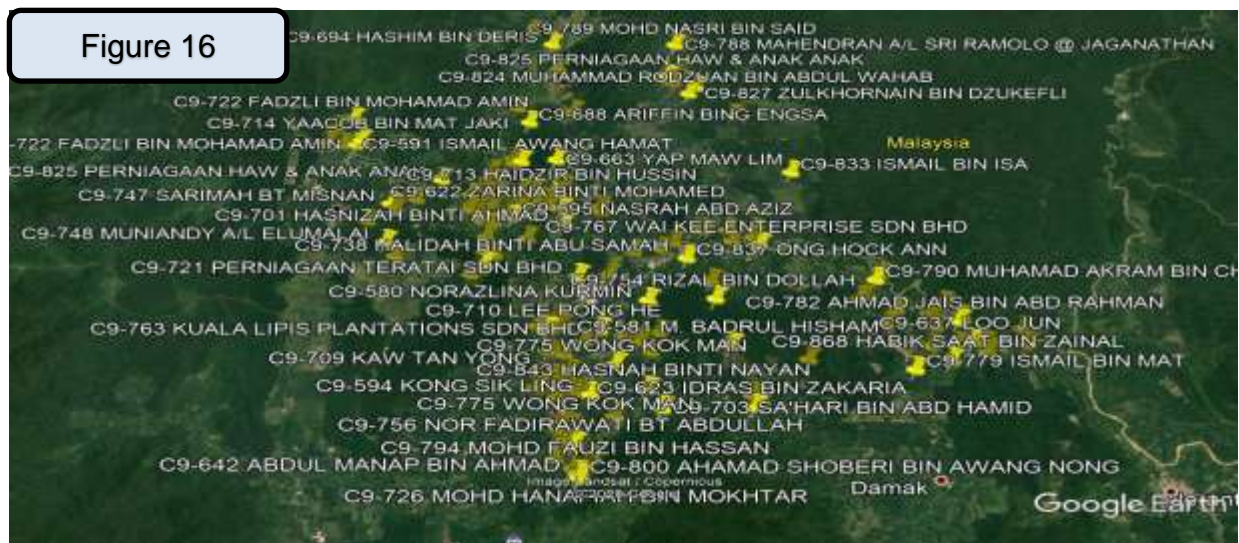 Figure 16
C9-789 MOHD NASRI BIN SAID
C9-694 HASHIM BIN DERIS
C9-788 MAHENDRAN A/L SRI RAMOLO @ JAGANATHAN
C9-825 PERNIAGAAN HAW & ANAK ANAK
C9-824 MUHAMMAD RODZUAN BIN ABDUL WAHAB
C9-827 ZULKHORNAIN BIN DZUKEFLI
C9-722 FADZLI BIN MOHAMAD AMIN
C9-688 ARIFFIN BING ENGSA
C9-714 YAACOB BIN MAT JAKI
-722 FADZLI BIN MOHAMAD AMIN
C9-591 ISMAIL AWANG HAMAT
Malaysia
C9-663 YAP MAW LIM
C9-833 ISMAIL BIN ISA
C9-825 PERNIAGAAN HAW & ANAK
C9-713 HAIDZIR BIN HUSSIN
C9-747 SARIMAH BT MISNAN
C9-622 ZARINA BINTI MOHAMED
C9-701 HASNIZAH BINTI AHMAD
NASRAH ABD AZIZ
C9-767 WAI KEE ENTERPRISE SDN BHD
C9-748 MUNIANDY A/L ELUMALAI
C9-738 HALIDAH BINTI ABU SAMAH
C9-837 ONG HOCK ANN
C9-721 PERNIAGAAN TERATAI SDN BHD
C9-754 RIZAL BIN DOLLAH
C9-790 MUHAMAD AKRAM BIN CH
C9-580 NORAZLINA KURMIN
C9-782 AHMAD JAIS BIN ABD RAHMAN
C9-710 LEE PONG HE
C9-763 KUALA LIPIS PLANTATIONS SDN BHD
C9-581 M. BADRUL HISHAM
C9-637 LOO JUN
C9-775 WONG KOK MAN
C9-868 HABIK SAAT BIN ZAINAL
C9-709 KAW TAN YONG
C9-779 ISMAIL BIN MAT
C9-843 HASNAH BINTI NAYAN
C9-594 KONG SIK LING
C9-623 IDRAS BIN ZAKARIA
C9-775 WONG KOK MAN
C9-703 SA'HARI BIN ABD HAMID
C9-756 NOR FADIRAWATI BT ABDULLAH
C9-794 MOHD FAUZI BIN HASSAN
C9-642 ABDUL MANAP BIN AHMAD
C9-800 AHAMAD SHOBERI BIN AWANG NONG
Image Landsat / Copernicus
Damak
C9-726 MOHD BIN MOKHTAR
Google Earth